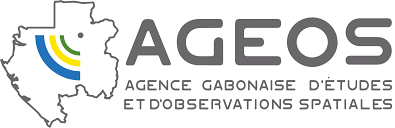 AGEOS
AGENCE GABONAISE D'ÉTUDES
ET D'OBSERVATIONS SPATIALES